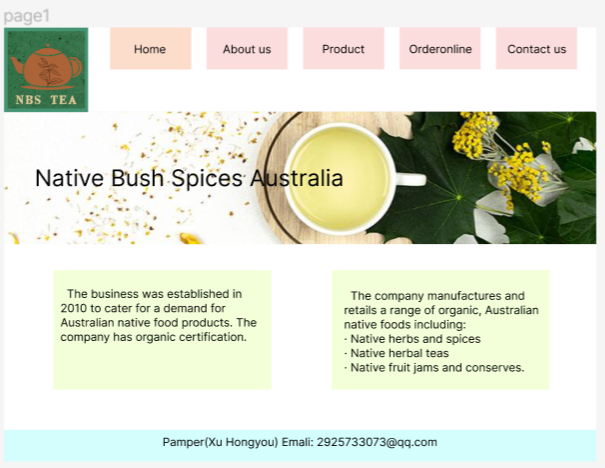 page1
NBS TEA
Home
About us
Product
Orderonline
Contact us
Native Bush Spices Australia
The business was established in
2010 to cater for a demand for
Australian native food products. The
company has organic certification.
The company manufactures and
retails a range of organic, Australian
native foods including:
· Native herbs and spices
· Native herbal teas
· Native fruit jams and conserves.
Pamper(Xu Hongyou) Emali: 2925733073@qq.com